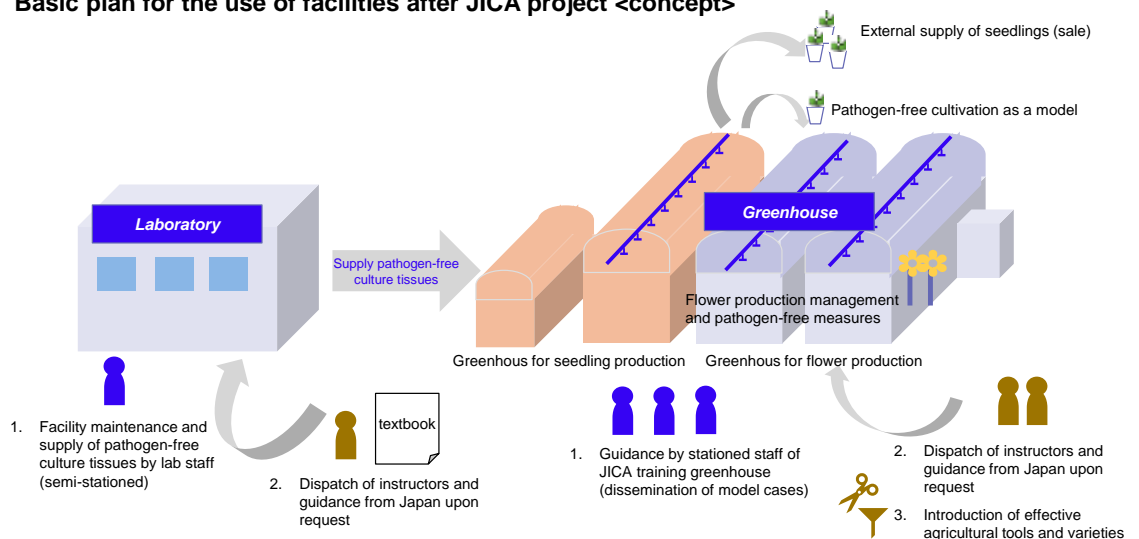 Basic plan for the use of facilities after JICA project <concept>
External supply of seedlings (sale)
Pathogen-free cultivation as a model
Laboratory
Greenhouse
Supply pathogen-free
culture tissues
Flower production management
and pathogen-free measures
Greenhous for seedling production
Greenhous for flower production
1. Facility maintenance and
supply of pathogen-free
culture tissues by lab staff
(semi-stationed)
textbook
2. Dispatch of instructors and
guidance from Japan upon
request
1. Guidance by stationed staff of
JICA training greenhouse
(dissemination of model cases)
2. Dispatch of instructors and
guidance from Japan upon
request
3. Introduction of effective
agricultural tools and varieties